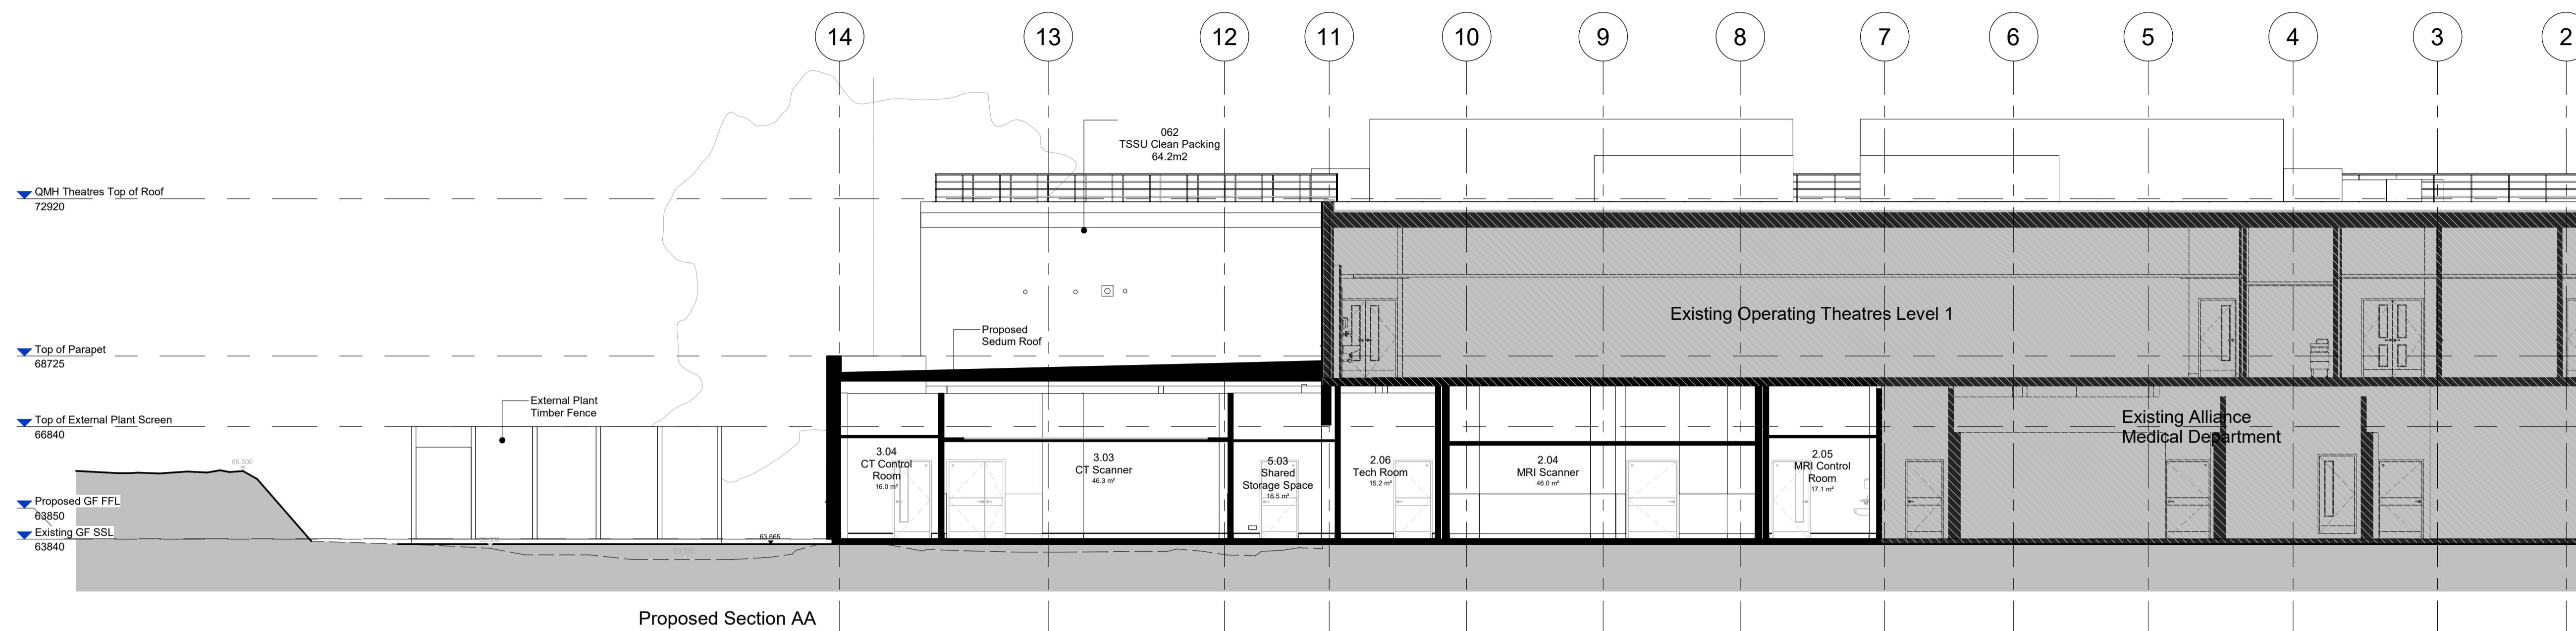 14
13
12
11
10
9
8
7
6
5
4
3
2
062
TSSU Clean Packing
64.2m2
QMH Theatres Top of Roof
72920
Existing Operating Theatres Level 1
Proposed
Sedum Roof
Top of Parapet
68725
External Plant
Timber Fence
Top of External Plant Screen
66840
Existing Alliance
Medical Department
65.500
3.04
CT Control
Room
16.0 m²
3.03
CT Scanner
46.3 m²
5.03
Shared
Storage Space
16.5 m²
2.06
Tech Room
15.2 m²
2.04
MRI Scanner
46.0 m²
2.05
MRI Control
Room
17.1 m²
Proposed GF FFL
63850
Existing GF SSL
63840
63.665
Proposed Section AA